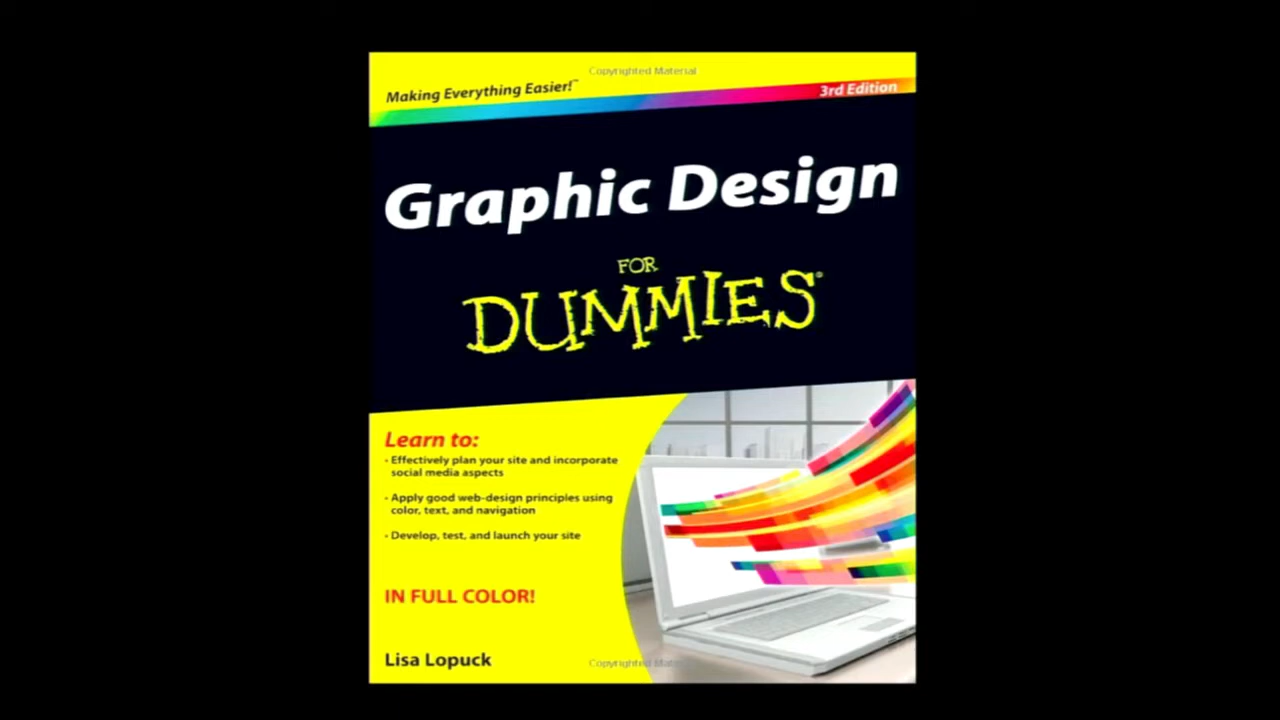 Copyrighted Material
Making Everything Easier!™
3rd Edition
Graphic Design
FOR
DUMMIES®
Learn to:
• Effectively plan your site and incorporate
social media aspects
• Apply good web-design principles using
color, text, and navigation
• Develop, test, and launch your site
IN FULL COLOR!
Lisa Lopuck
Copyrighted Material